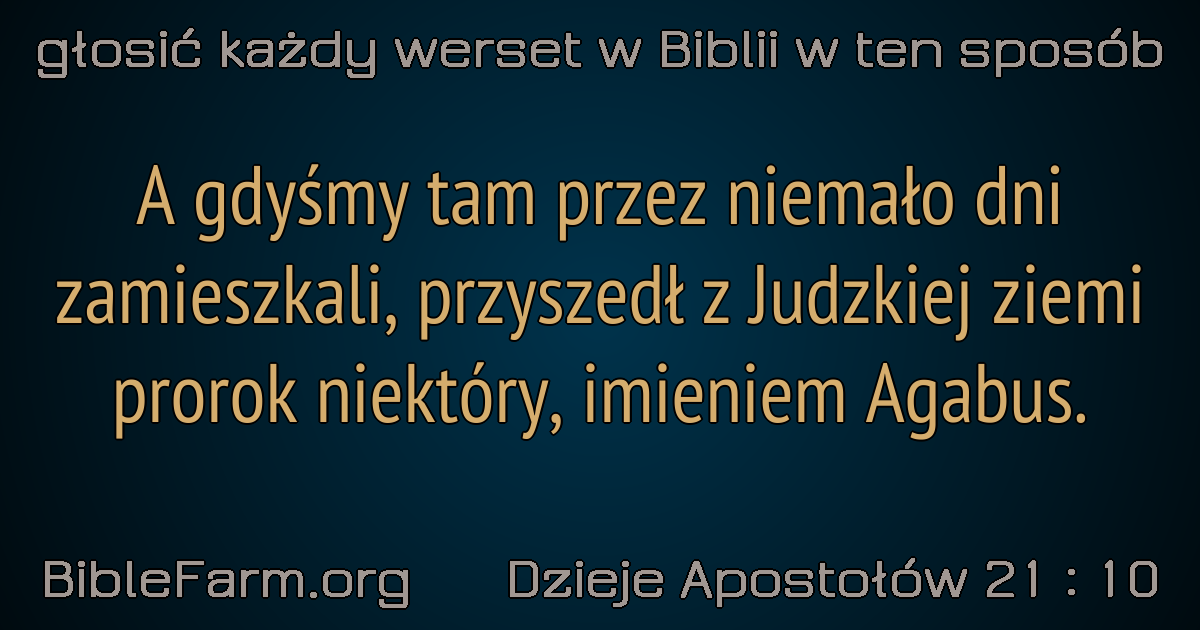 głosić każdy werset w Biblii w ten sposób
A gdyśmy tam przez niemało dni
zamieszkali, przyszedł z Judzkiej ziemi
prorok niektóry, imieniem Agabus.
BibleFarm.org Dzieje Apostołów 21 : 10